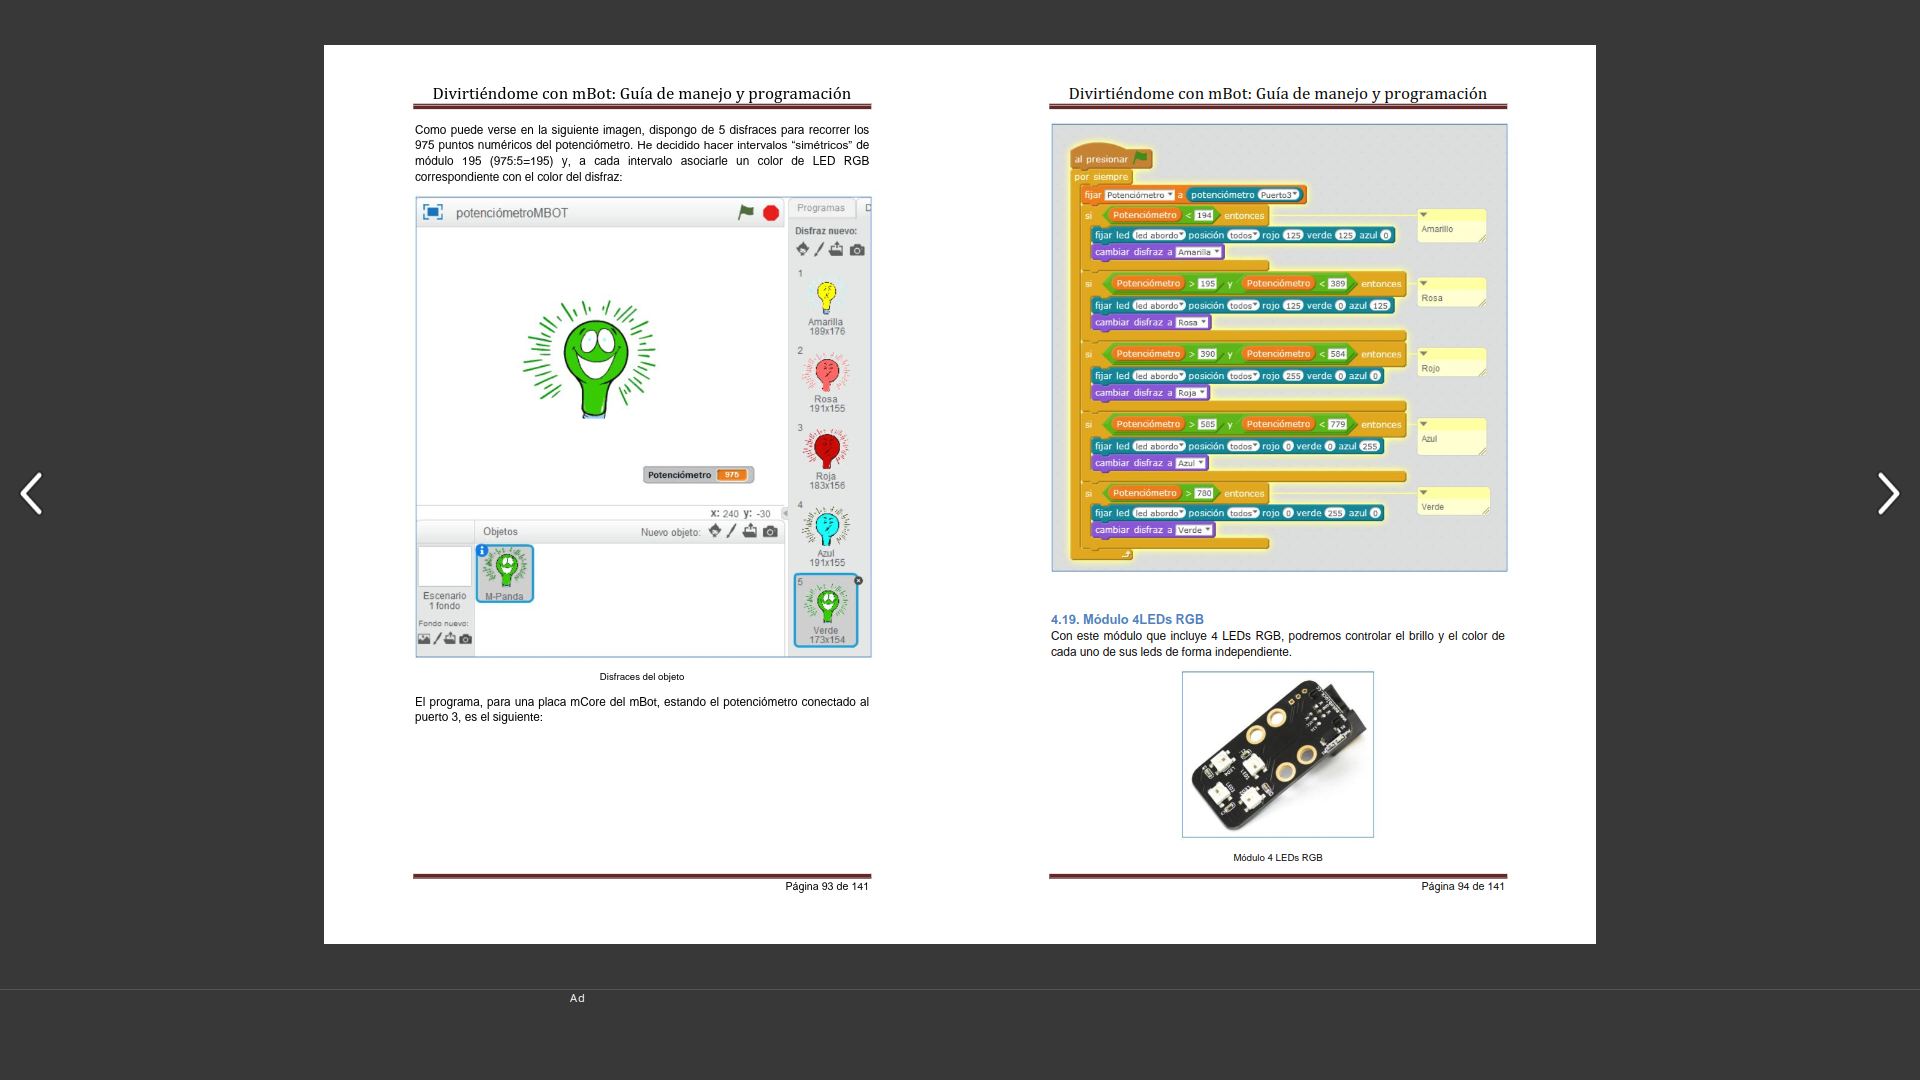 Divirtiéndome con mBot: Guía de manejo y programación
Como puede verse en la siguiente imagen, dispongo de 5 disfraces para recorrer los
975 puntos numéricos del potenciómetro. He decidido hacer intervalos “simétricos” de
módulo 195 (975:5=195) y, a cada intervalo asociarle un color de LED RGB
correspondiente con el color del disfraz:
potenciómetroMBOT
Programas
Disfraz nuevo:
1
Amarilla
189x176
2
Rosa
191x155
3
Roja
183x156
4
Azul
191x155
5
Verde
173x154
Potenciómetro 975
x: 240 y: -30
Objetos
Nuevo objeto:
M-Panda
Escenario
1 fondo
Fondo nuevo:
Disfraces del objeto
El programa, para una placa mCore del mBot, estando el potenciómetro conectado al
puerto 3, es el siguiente:
Página 93 de 141
Divirtiéndome con mBot: Guía de manejo y programación
al presionar
por siempre
fijar Potenciómetro a potenciómetro Puerto3
si Potenciómetro < 194 entonces
Amarillo
fijar led led abordo posición todos rojo 125 verde 125 azul 0
cambiar disfraz a Amarilla
si Potenciómetro > 195 y Potenciómetro < 389 entonces
Rosa
fijar led led abordo posición todos rojo 125 verde 0 azul 125
cambiar disfraz a Rosa
si Potenciómetro > 390 y Potenciómetro < 584 entonces
Rojo
fijar led led abordo posición todos rojo 255 verde 0 azul 0
cambiar disfraz a Roja
si Potenciómetro > 585 y Potenciómetro < 779 entonces
Azul
fijar led led abordo posición todos rojo 0 verde 0 azul 255
cambiar disfraz a Azul
si Potenciómetro > 780 entonces
Verde
fijar led led abordo posición todos rojo 0 verde 255 azul 0
cambiar disfraz a Verde
4.19. Módulo 4LEDs RGB
Con este módulo que incluye 4 LEDs RGB, podremos controlar el brillo y el color de
cada uno de sus leds de forma independiente.
Módulo 4 LEDs RGB
Página 94 de 141
Ad